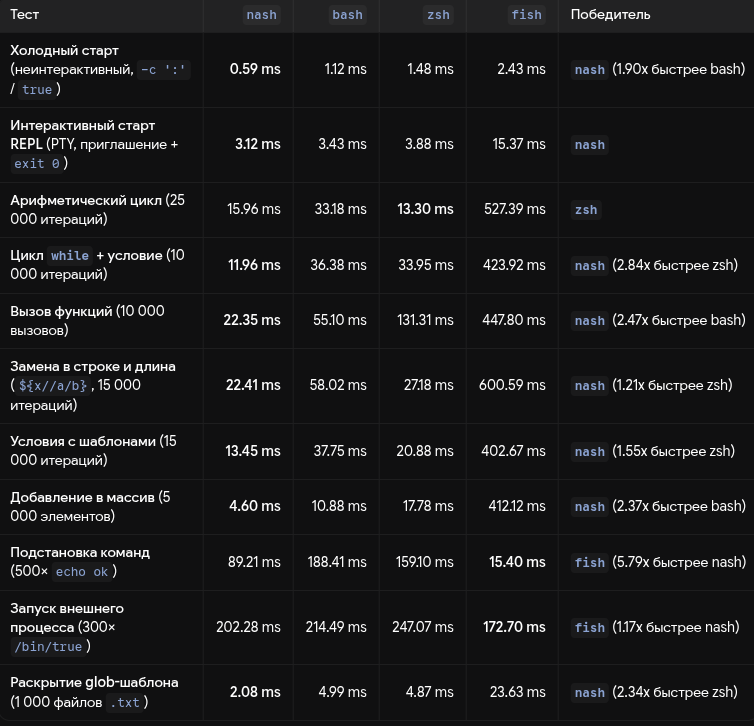 Тест nash bash zsh fish Победитель
Холодный старт
(неинтерактивный, -c ':' 0.59 ms 1.12 ms 1.48 ms 2.43 ms nash (1.90x быстрее bash)
/ true )
Интерактивный старт
REPL (PTY, приглашение + 3.12 ms 3.43 ms 3.88 ms 15.37 ms nash
exit 0 )
Арифметический цикл (25 15.96 ms 33.18 ms 13.30 ms 527.39 ms zsh
000 итераций)
Цикл while + условие (10 11.96 ms 36.38 ms 33.95 ms 423.92 ms nash (2.84x быстрее zsh)
000 итераций)
Вызов функций (10 000 22.35 ms 55.10 ms 131.31 ms 447.80 ms nash (2.47x быстрее bash)
вызовов)
Замена в строке и длина
( ${x//a/b} , 15 000 22.41 ms 58.02 ms 27.18 ms 600.59 ms nash (1.21x быстрее zsh)
итераций)
Условия с шаблонами (15 13.45 ms 37.75 ms 20.88 ms 402.67 ms nash (1.55x быстрее zsh)
000 итераций)
Добавление в массив (5 4.60 ms 10.88 ms 17.78 ms 412.12 ms nash (2.37x быстрее bash)
000 элементов)
Подстановка команд 89.21 ms 188.41 ms 159.10 ms 15.40 ms fish (5.79x быстрее nash)
(500× echo ok )
Запуск внешнего
процесса (300× 202.28 ms 214.49 ms 247.07 ms 172.70 ms fish (1.17x быстрее nash)
/bin/true )
Раскрытие glob-шаблона 2.08 ms 4.99 ms 4.87 ms 23.63 ms nash (2.34x быстрее zsh)
(1 000 файлов .txt )